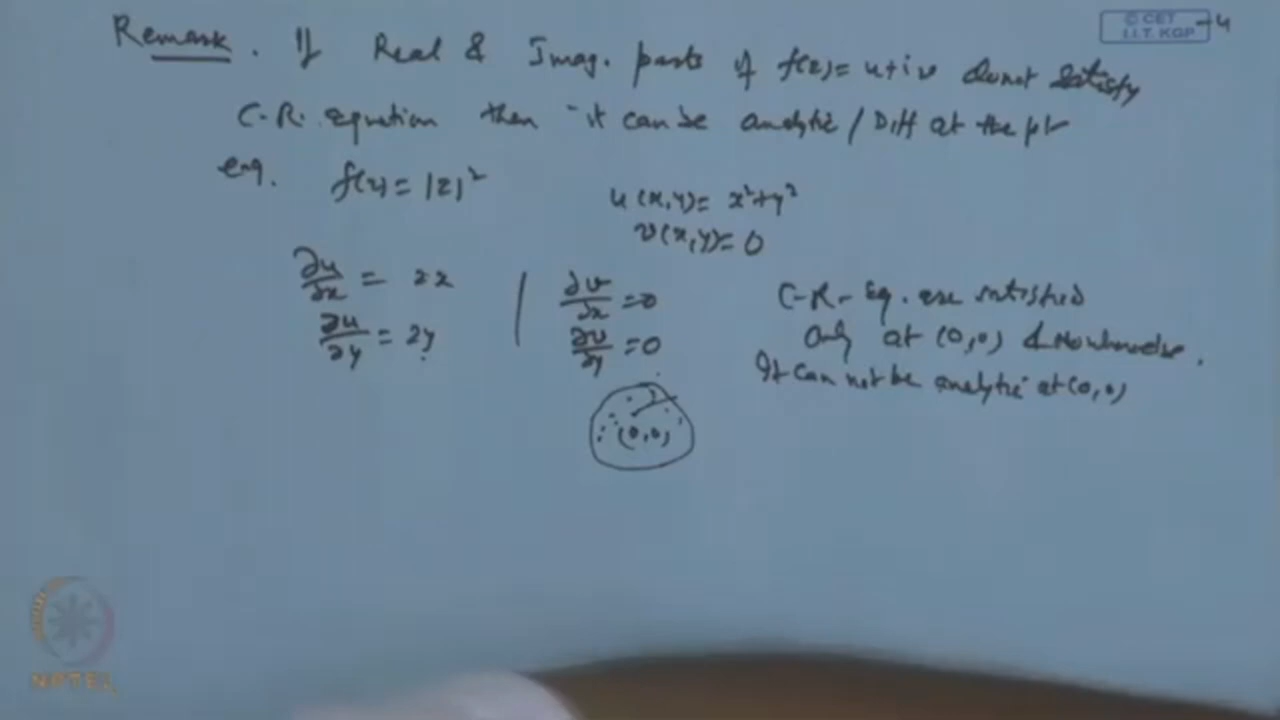 Remark. If Real & Imag. parts of f(z) = u+iv donot satisfy
C-R. equation then it can be analytic / Diff at the pt
eg. f(z) = |z|²
u(x,y) = x²+y²
v(x,y) = 0
∂u/∂x = 2x
∂u/∂y = 2y
∂v/∂x = 0
∂v/∂y = 0
C-R- Eq. are satisfied
only at (0,0) & Nowhereelse.
It can not be analytic at (0,0)
(0,0)
© CET
I.I.T. KGP
-4
NPTEL